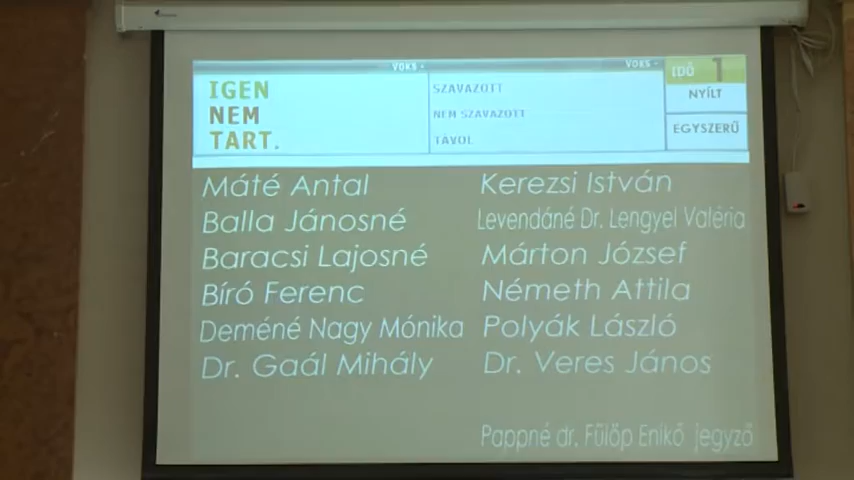 VOKS -
VOKS -
IGEN
NEM
TART.
SZAVAZOTT
NEM SZAVAZOTT
TÁVOL
IDŐ 1
NYÍLT
EGYSZERŰ
Máté Antal
Balla Jánosné
Baracsi Lajosné
Bíró Ferenc
Deméné Nagy Mónika
Dr. Gaál Mihály
Kerezsi István
Levendáné Dr. Lengyel Valéria
Márton József
Németh Attila
Polyák László
Dr. Veres János
Pappné dr. Fülöp Enikő jegyző